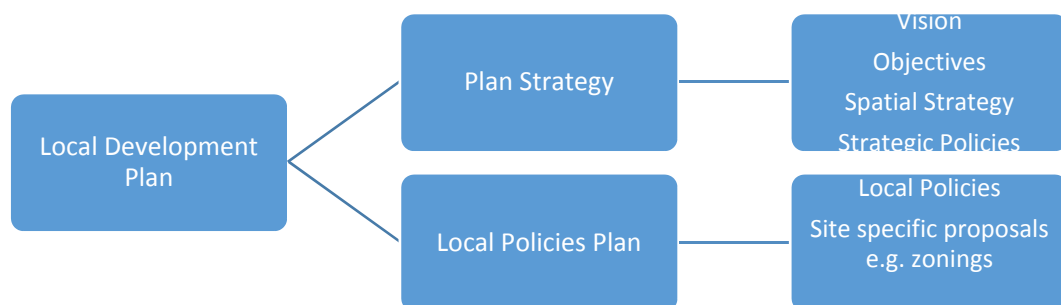 Local Development
Plan
Plan Strategy
Vision
Objectives
Spatial Strategy
Strategic Policies
Local Policies Plan
Local Policies
Site specific proposals
e.g. zonings